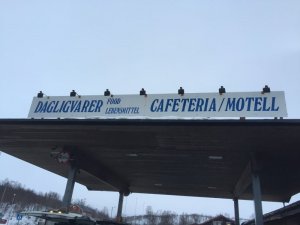 DAGLIGVARER FOOD CAFETERIA/MOTELL
LEBENSMITTEL